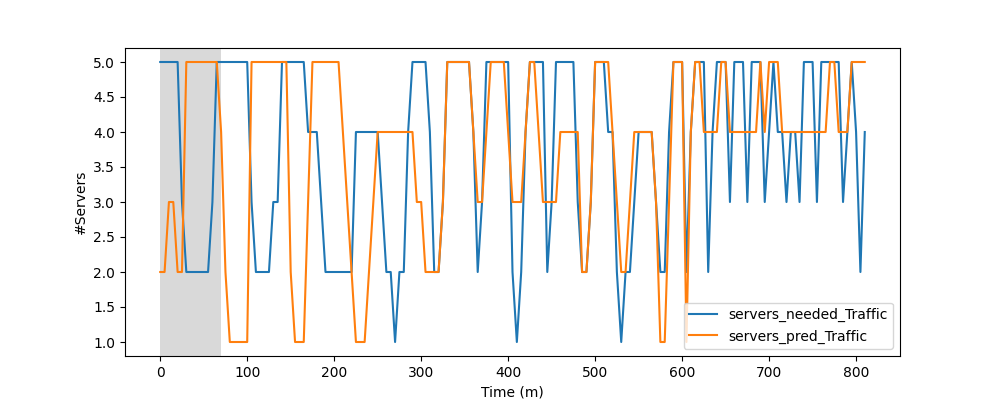 5.0
4.5
4.0
3.5
3.0
2.5
2.0
1.5
1.0
#Servers
0 100 200 300 400 500 600 700 800
Time (m)
servers_needed_Traffic
servers_pred_Traffic